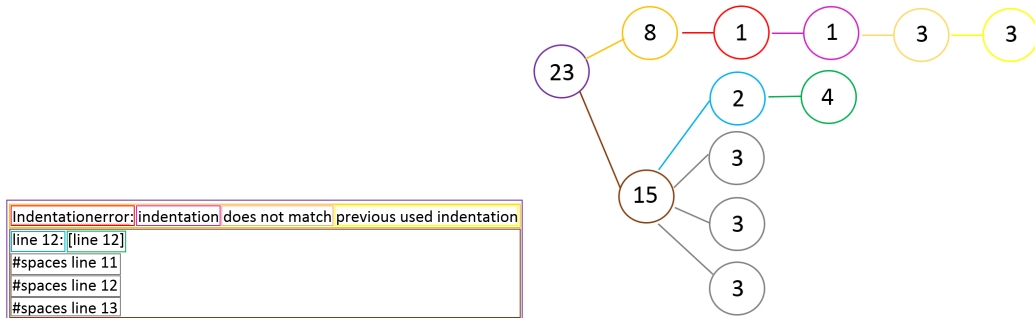 8 1 1 3 3
23
2 4
3
15
3
3
Indentationerror: indentation does not match previous used indentation
line 12: [line 12]
#spaces line 11
#spaces line 12
#spaces line 13